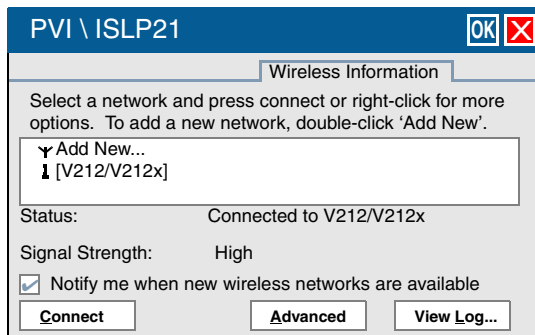 PVI \ ISLP21
OK X
Wireless Information
Select a network and press connect or right-click for more
options. To add a new network, double-click ‘Add New’.
Add New...
[V212/V212x]
Status: Connected to V212/V212x
Signal Strength: High
Notify me when new wireless networks are available
Connect Advanced View Log...